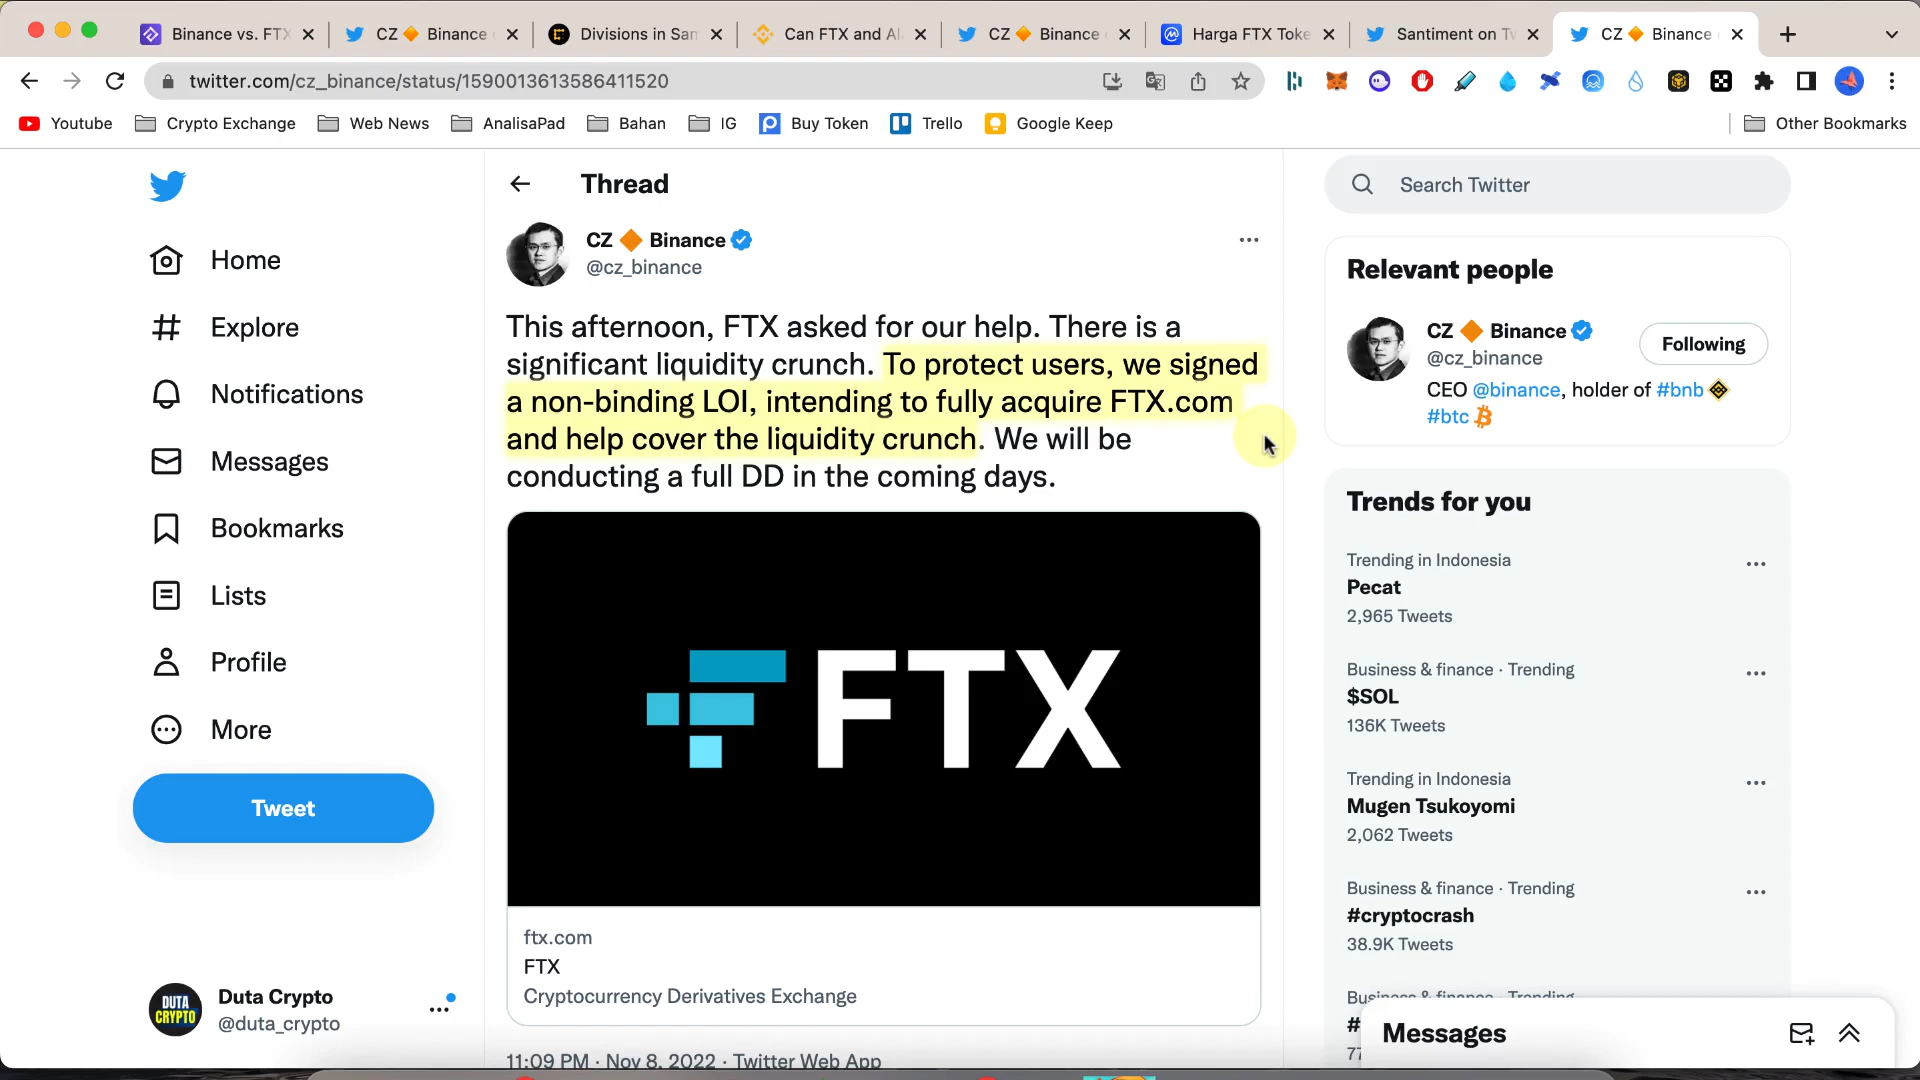 Binance vs. FTX
CZ 🔶 Binance
Divisions in San
Can FTX and Al
CZ 🔶 Binance
Harga FTX Toke
Santiment on Tw
CZ 🔶 Binance
twitter.com/cz_binance/status/1590013613586411520
Youtube
Crypto Exchange
Web News
AnalisaPad
Bahan
IG
Buy Token
Trello
Google Keep
Other Bookmarks
Home
Explore
Notifications
Messages
Bookmarks
Lists
Profile
More
Tweet
DUTA
CRYPTO
Duta Crypto
@duta_crypto
Thread
CZ 🔶 Binance
@cz_binance
This afternoon, FTX asked for our help. There is a
significant liquidity crunch. To protect users, we signed
a non-binding LOI, intending to fully acquire FTX.com
and help cover the liquidity crunch. We will be
conducting a full DD in the coming days.
FTX
ftx.com
FTX
Cryptocurrency Derivatives Exchange
11:09 PM · Nov 8, 2022 · Twitter Web App
Search Twitter
Relevant people
CZ 🔶 Binance
@cz_binance
Following
CEO @binance, holder of #bnb
#btc
Trends for you
Trending in Indonesia
Pecat
2,965 Tweets
Business & finance · Trending
$SOL
136K Tweets
Trending in Indonesia
Mugen Tsukoyomi
2,062 Tweets
Business & finance · Trending
#cryptocrash
38.9K Tweets
Business & finance · Trending
#
77
Messages